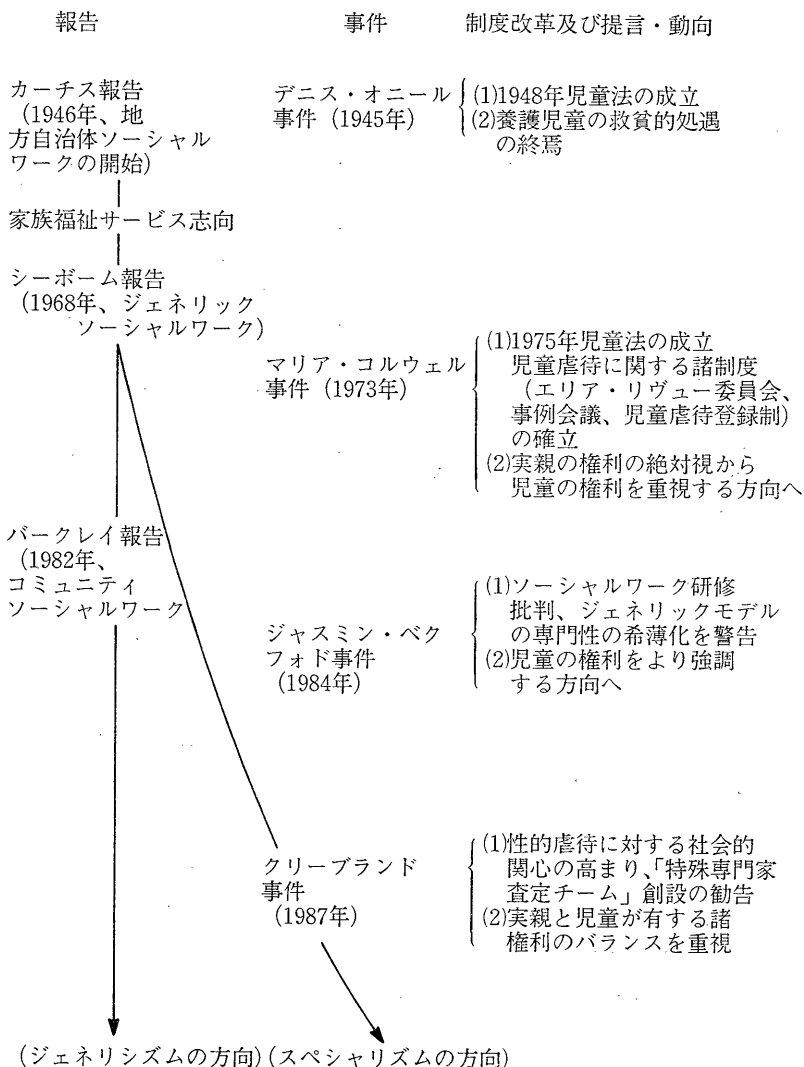 報告　事件　制度改革及び提言・動向
カーチス報告
(1946年、地
方自治体ソーシャル
ワークの開始)
デニス・オニール
事件(1945年)
(1)1948年児童法の成立
(2)養護児童の救貧的処遇
の終焉
家族福祉サービス志向
シーボーム報告
(1968年、ジェネリック
ソーシャルワーク)
マリア・コルウェル
事件(1973年)
(1)1975年児童法の成立
児童虐待に関する諸制度
(エリア・リヴュー委員会、
事例会議、児童虐待登録制)
の確立
(2)実親の権利の絶対視から
児童の権利を重視する方向へ
バークレイ報告
(1982年、
コミュニティ
ソーシャルワーク
ジャスミン・ベク
フォド事件
(1984年)
(1)ソーシャルワーク研修
批判、ジェネリックモデル
の専門性の希薄化を警告
(2)児童の権利をより強調
する方向へ
クリーブランド
事件
(1987年)
(1)性的虐待に対する社会的
関心の高まり、「特殊専門家
査定チーム」創設の勧告
(2)実親と児童が有する諸
権利のバランスを重視
(ジェネリシズムの方向)(スペシャリズムの方向)